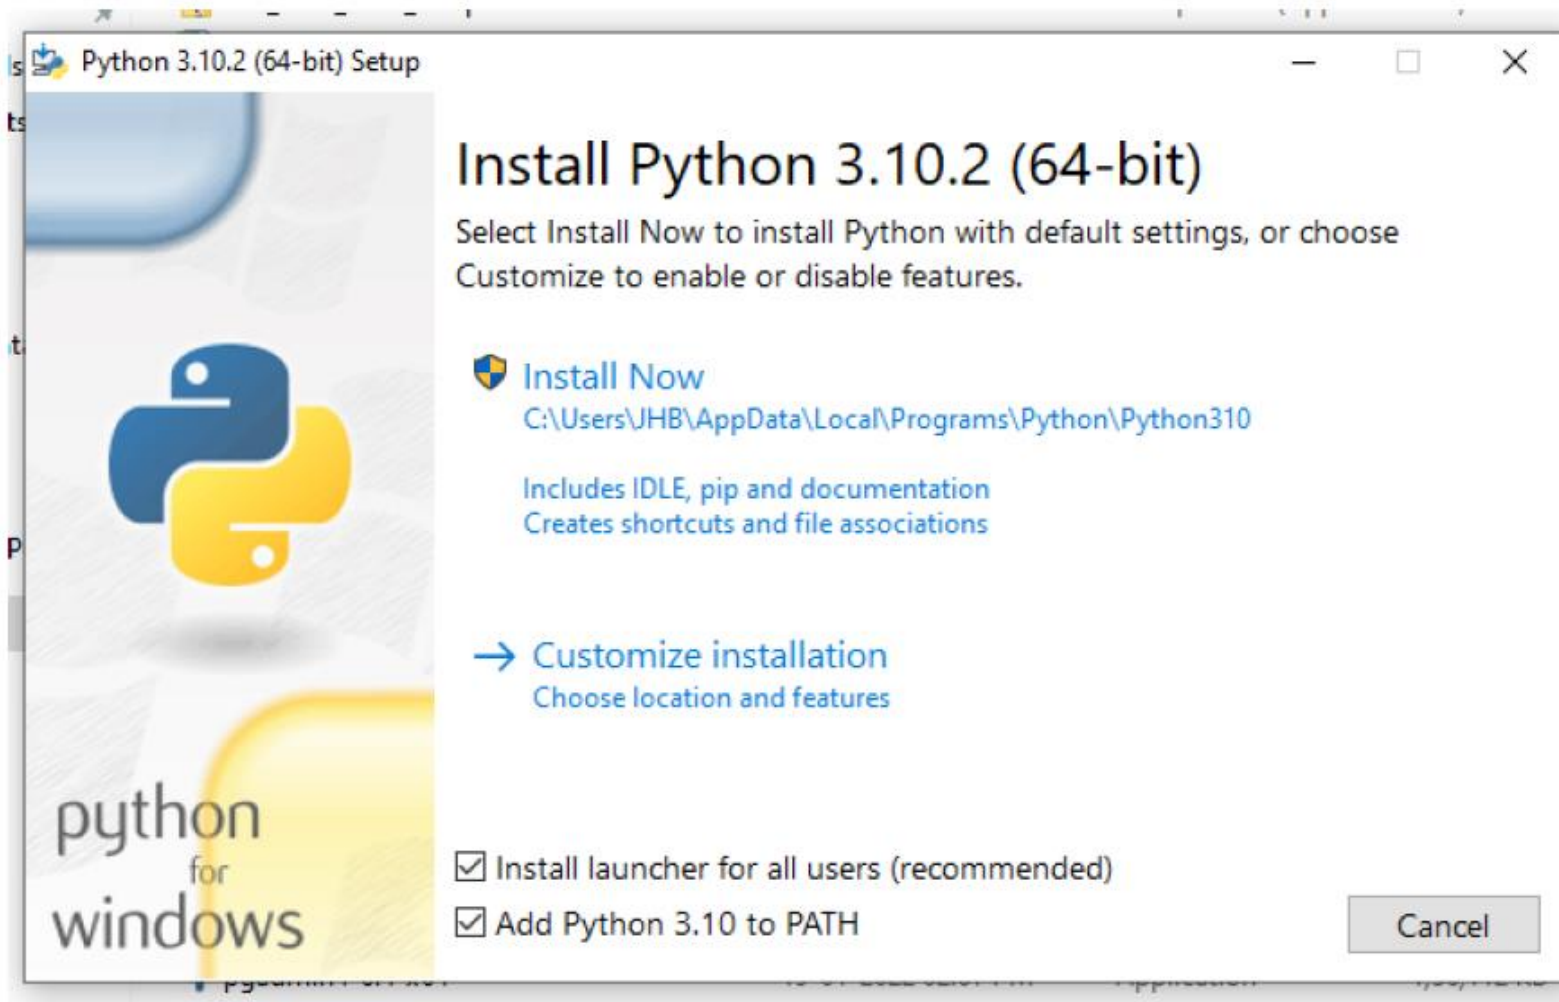 Python 3.10.2 (64-bit) Setup
Install Python 3.10.2 (64-bit)
Select Install Now to install Python with default settings, or choose
Customize to enable or disable features.
Install Now
C:\Users\JHB\AppData\Local\Programs\Python\Python310
Includes IDLE, pip and documentation
Creates shortcuts and file associations
Customize installation
Choose location and features
python
for
windows
Install launcher for all users (recommended)
Add Python 3.10 to PATH
Cancel